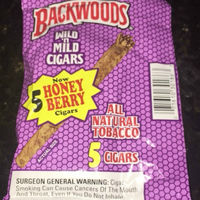 BACKWOODS
WILD 'n' MILD
CIGARS
Now
5 HONEY BERRY
Cigars
ALL
NATURAL
TOBACCO
5 CIGARS
SURGEON GENERAL WARNING: Cigar
Smoking Can Cause Cancers Of The Mouth
And Throat, Even If You Do Not Inhale.